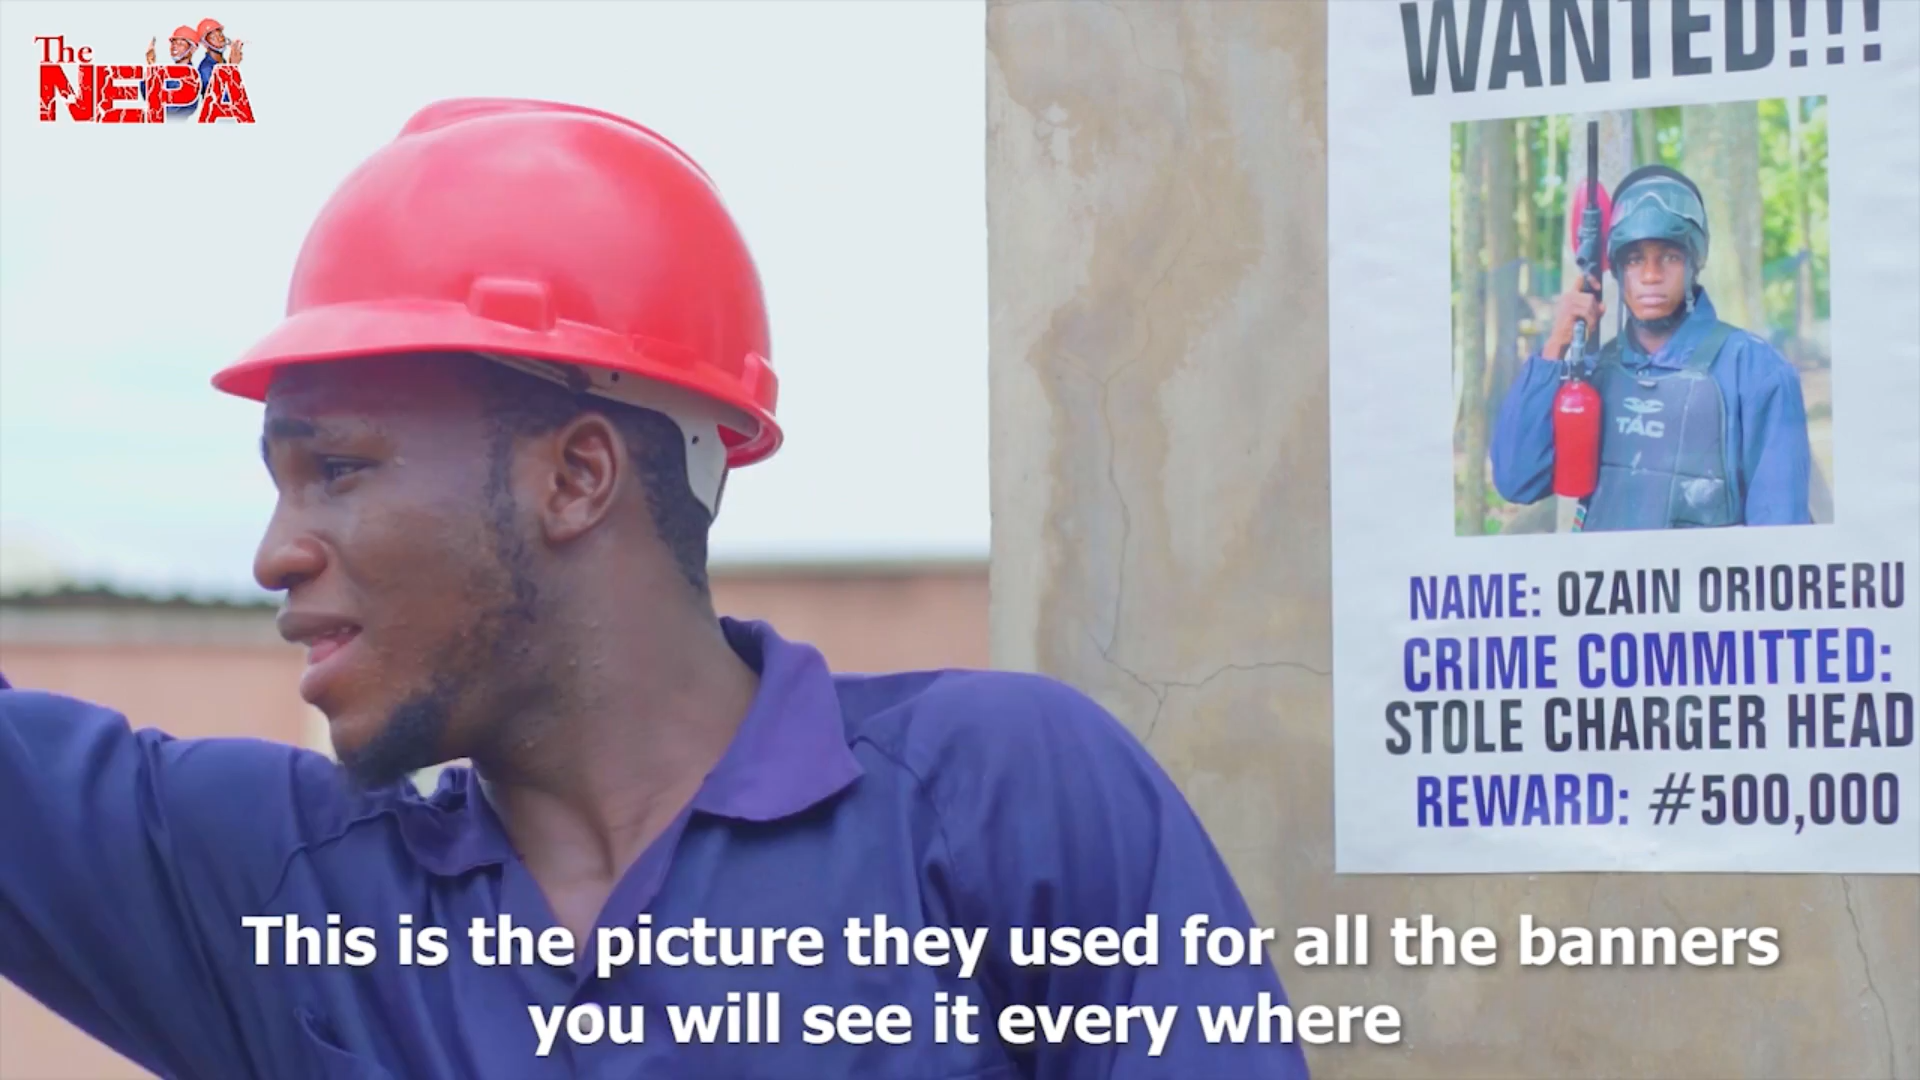 The
NEPA
WANTED!!!
TAC
NAME: OZAIN ORIORERU
CRIME COMMITTED:
STOLE CHARGER HEAD
REWARD: #500,000
This is the picture they used for all the banners
you will see it every where